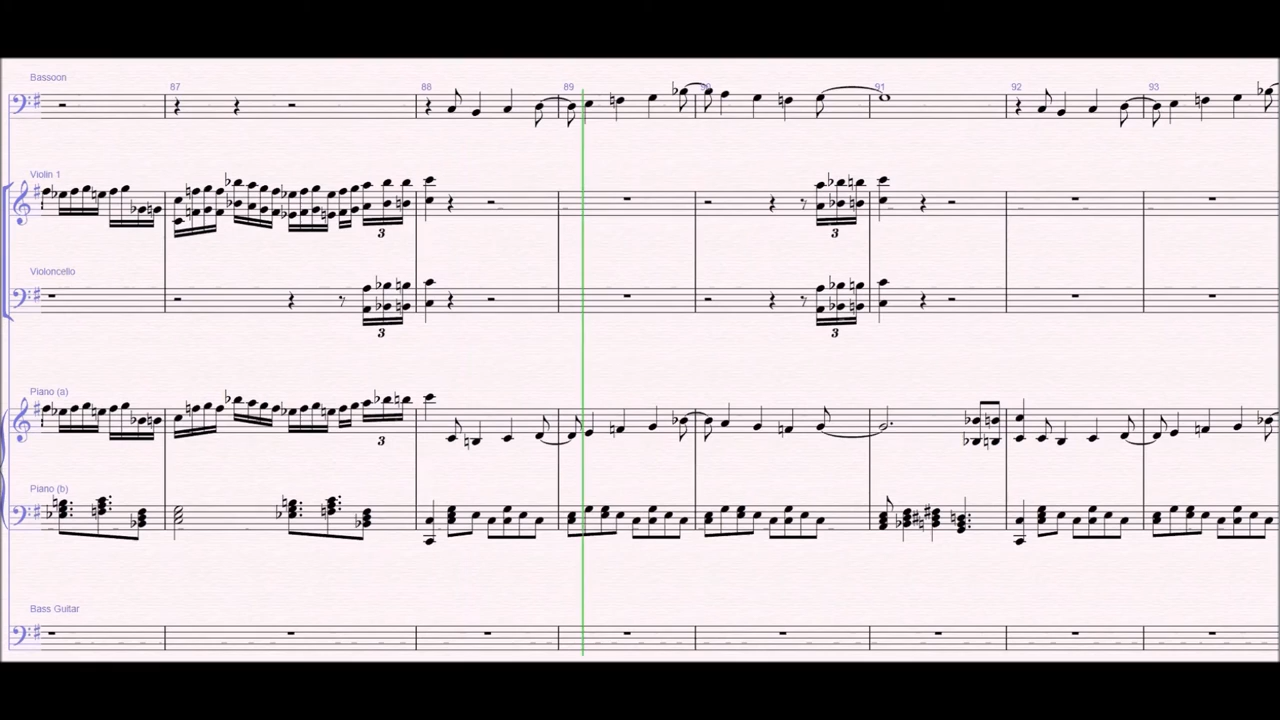 Bassoon
87 88 89 90 91 92 93
Violin 1
3 3
Violoncello
3 3
Piano (a)
3
Piano (b)
Bass Guitar